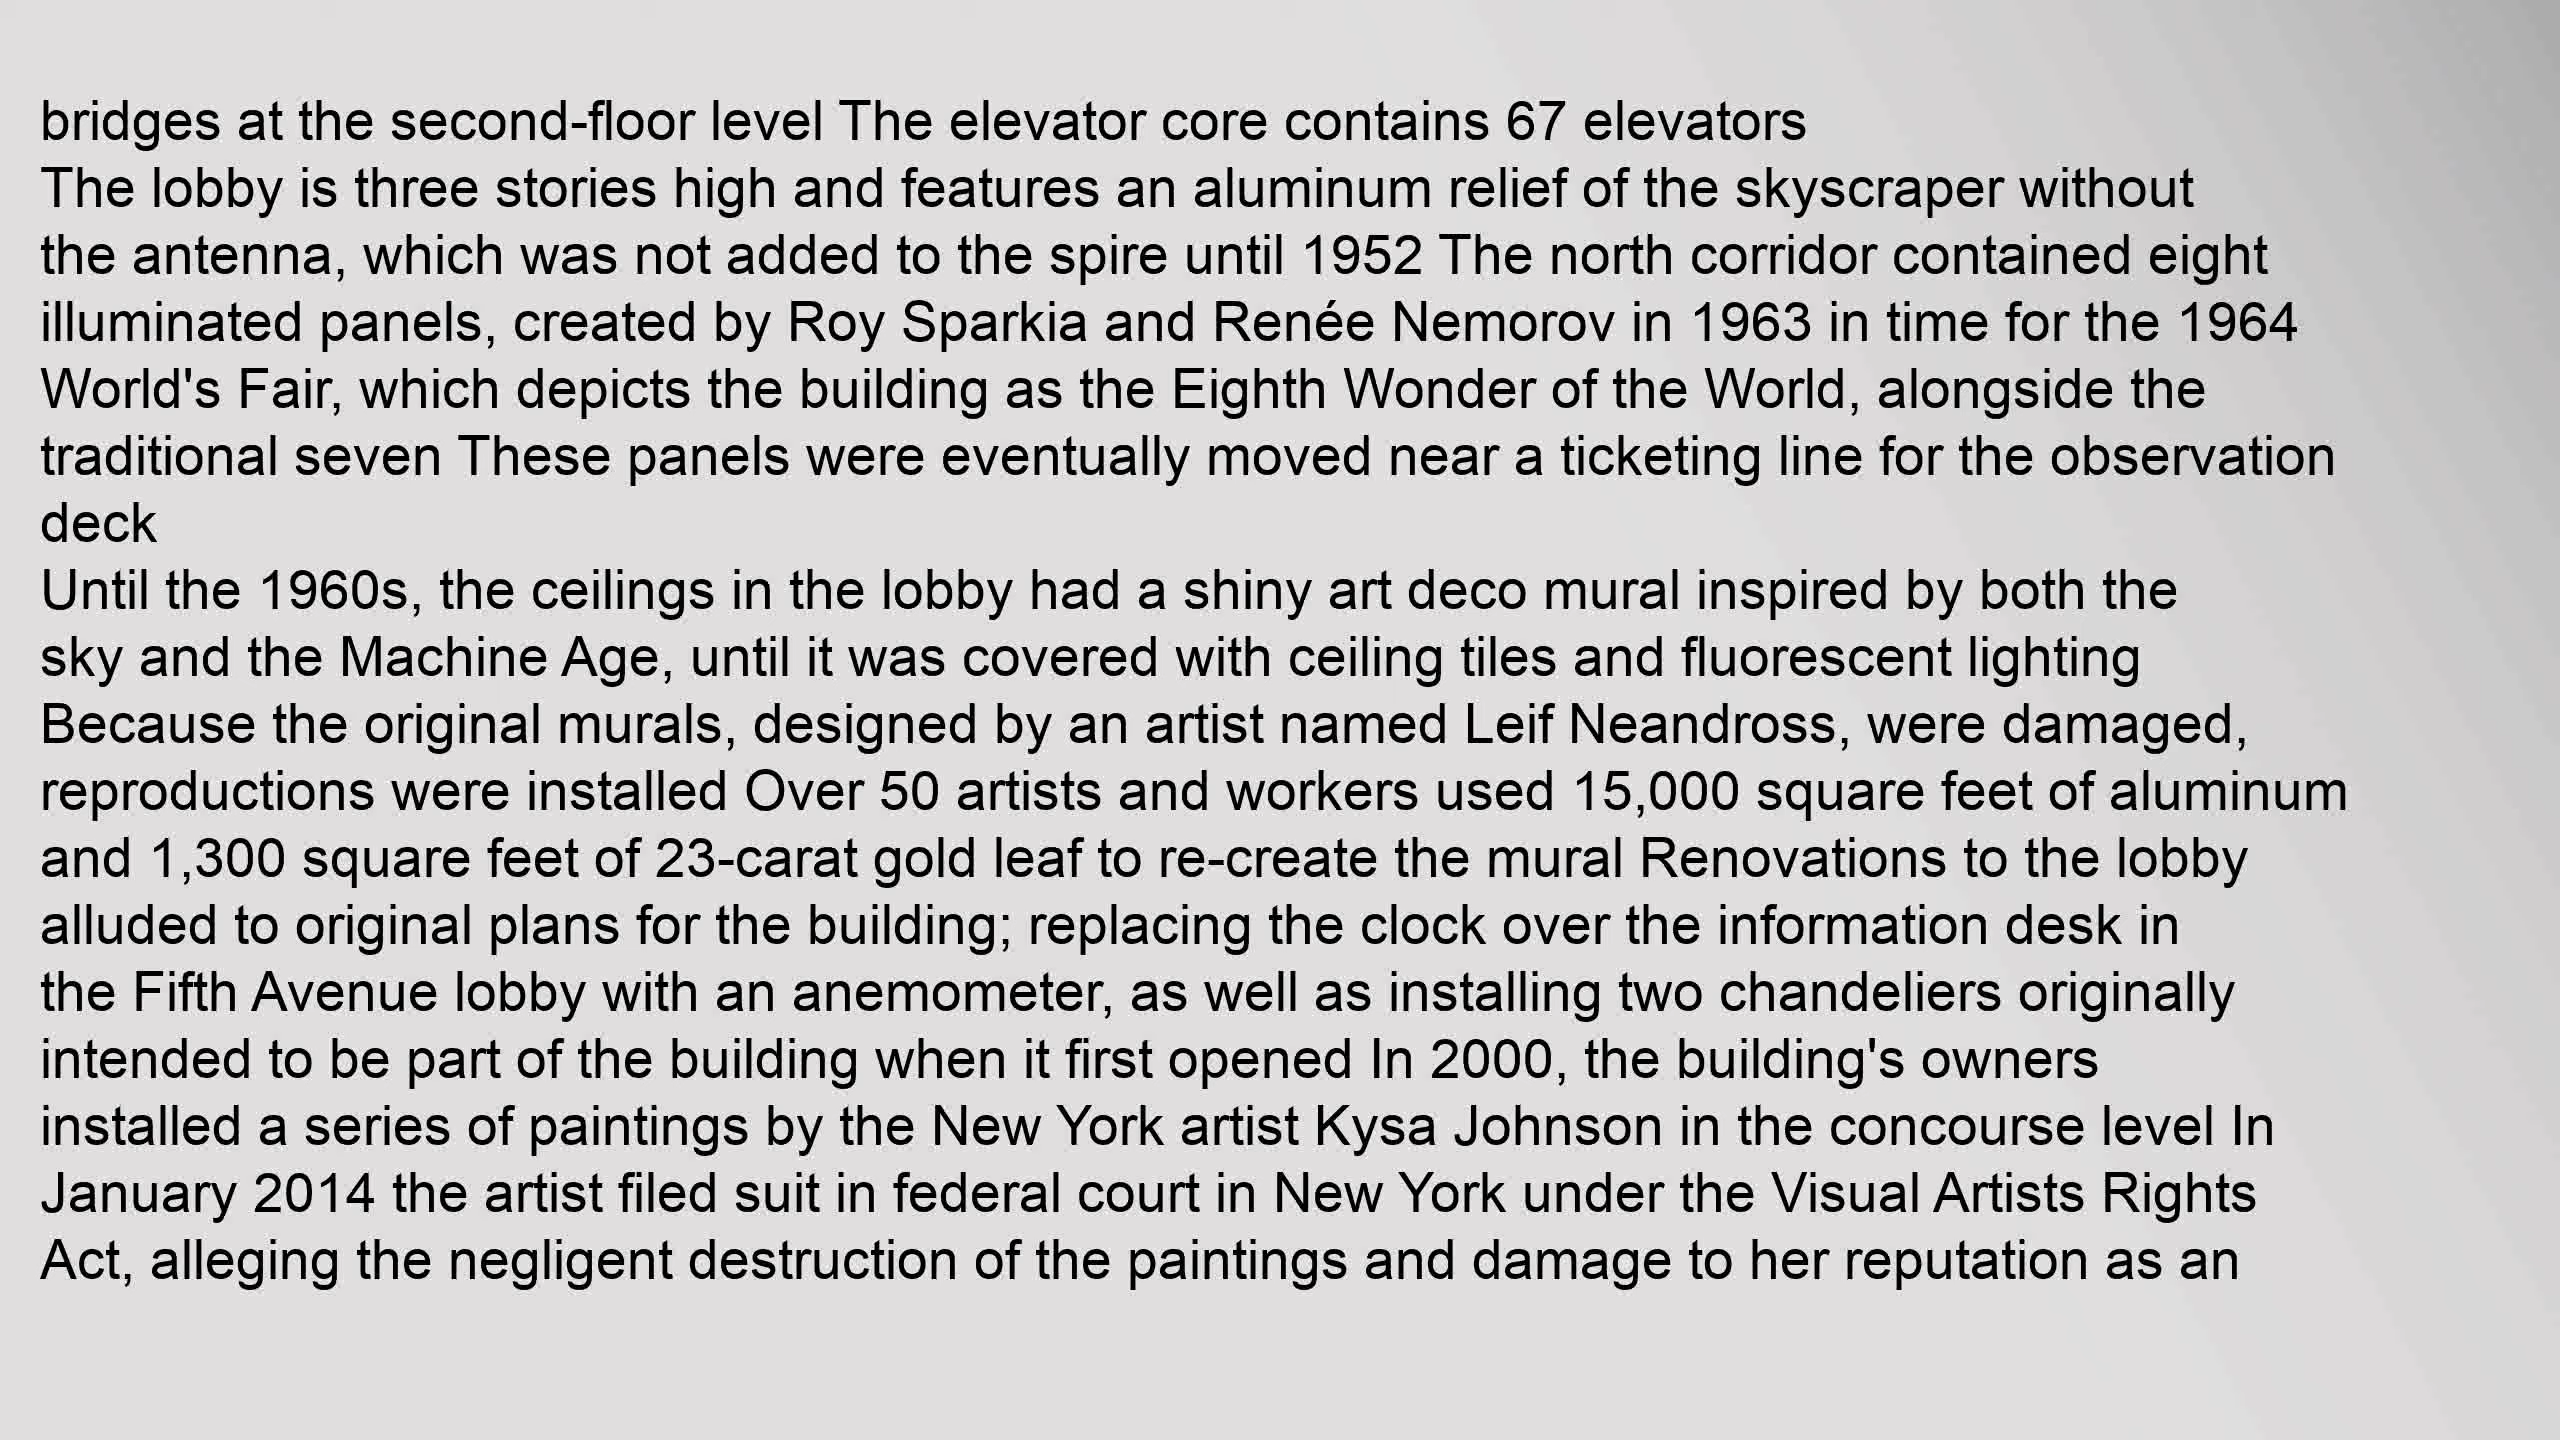 bridges at the second-floor level The elevator core contains 67 elevators
The lobby is three stories high and features an aluminum relief of the skyscraper without
the antenna, which was not added to the spire until 1952 The north corridor contained eight
illuminated panels, created by Roy Sparkia and Renée Nemorov in 1963 in time for the 1964
World's Fair, which depicts the building as the Eighth Wonder of the World, alongside the
traditional seven These panels were eventually moved near a ticketing line for the observation
deck
Until the 1960s, the ceilings in the lobby had a shiny art deco mural inspired by both the
sky and the Machine Age, until it was covered with ceiling tiles and fluorescent lighting
Because the original murals, designed by an artist named Leif Neandross, were damaged,
reproductions were installed Over 50 artists and workers used 15,000 square feet of aluminum
and 1,300 square feet of 23-carat gold leaf to re-create the mural Renovations to the lobby
alluded to original plans for the building; replacing the clock over the information desk in
the Fifth Avenue lobby with an anemometer, as well as installing two chandeliers originally
intended to be part of the building when it first opened In 2000, the building's owners
installed a series of paintings by the New York artist Kysa Johnson in the concourse level In
January 2014 the artist filed suit in federal court in New York under the Visual Artists Rights
Act, alleging the negligent destruction of the paintings and damage to her reputation as an